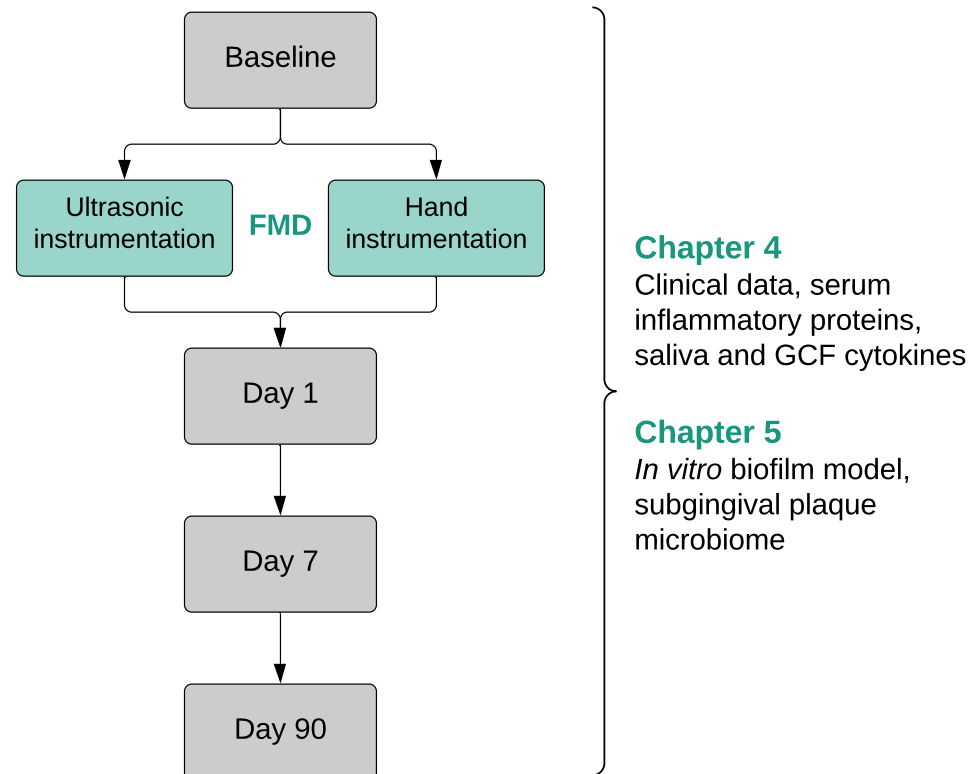 Baseline
Ultrasonic
instrumentation
FMD
Hand
instrumentation
Day 1
Day 7
Day 90
Chapter 4
Clinical data, serum
inflammatory proteins,
saliva and GCF cytokines
Chapter 5
In vitro biofilm model,
subgingival plaque
microbiome